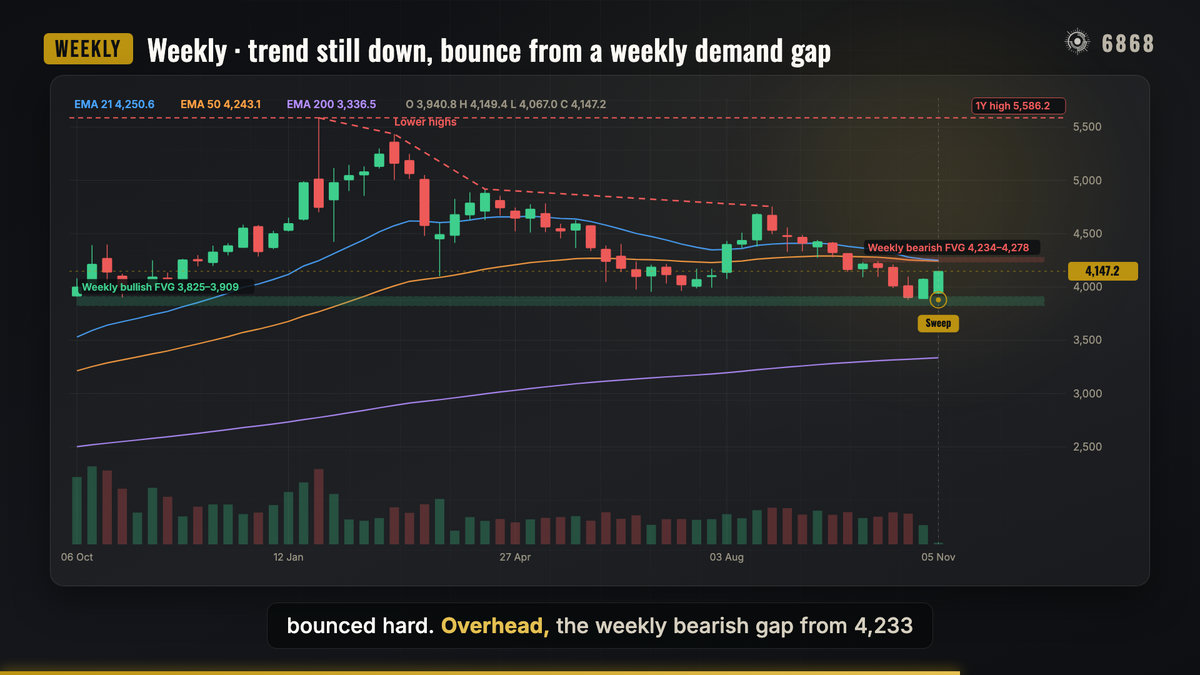 WEEKLY
Weekly · trend still down, bounce from a weekly demand gap
6868
EMA 21 4,250.6 EMA 50 4,243.1 EMA 200 3,336.5 O 3,940.8 H 4,149.4 L 4,067.0 C 4,147.2
1Y high 5,586.2
Lower highs
5,500
5,000
4,500
Weekly bearish FVG 4,234–4,278
4,147.2
4,000
Weekly bullish FVG 3,825–3,909
Sweep
3,500
3,000
2,500
06 Oct 12 Jan 27 Apr 03 Aug 05 Nov
bounced hard. Overhead, the weekly bearish gap from 4,233